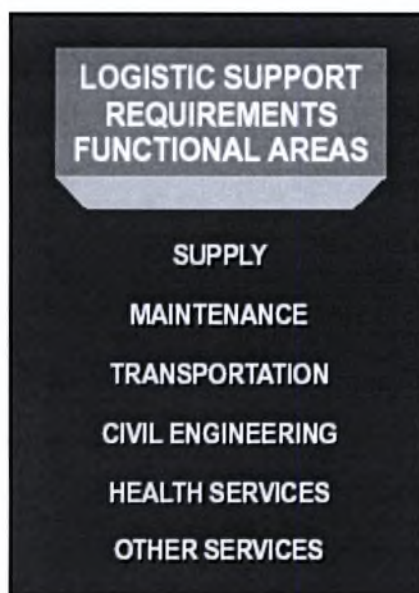 LOGISTIC SUPPORT
REQUIREMENTS
FUNCTIONAL AREAS
SUPPLY
MAINTENANCE
TRANSPORTATION
CIVIL ENGINEERING
HEALTH SERVICES
OTHER SERVICES